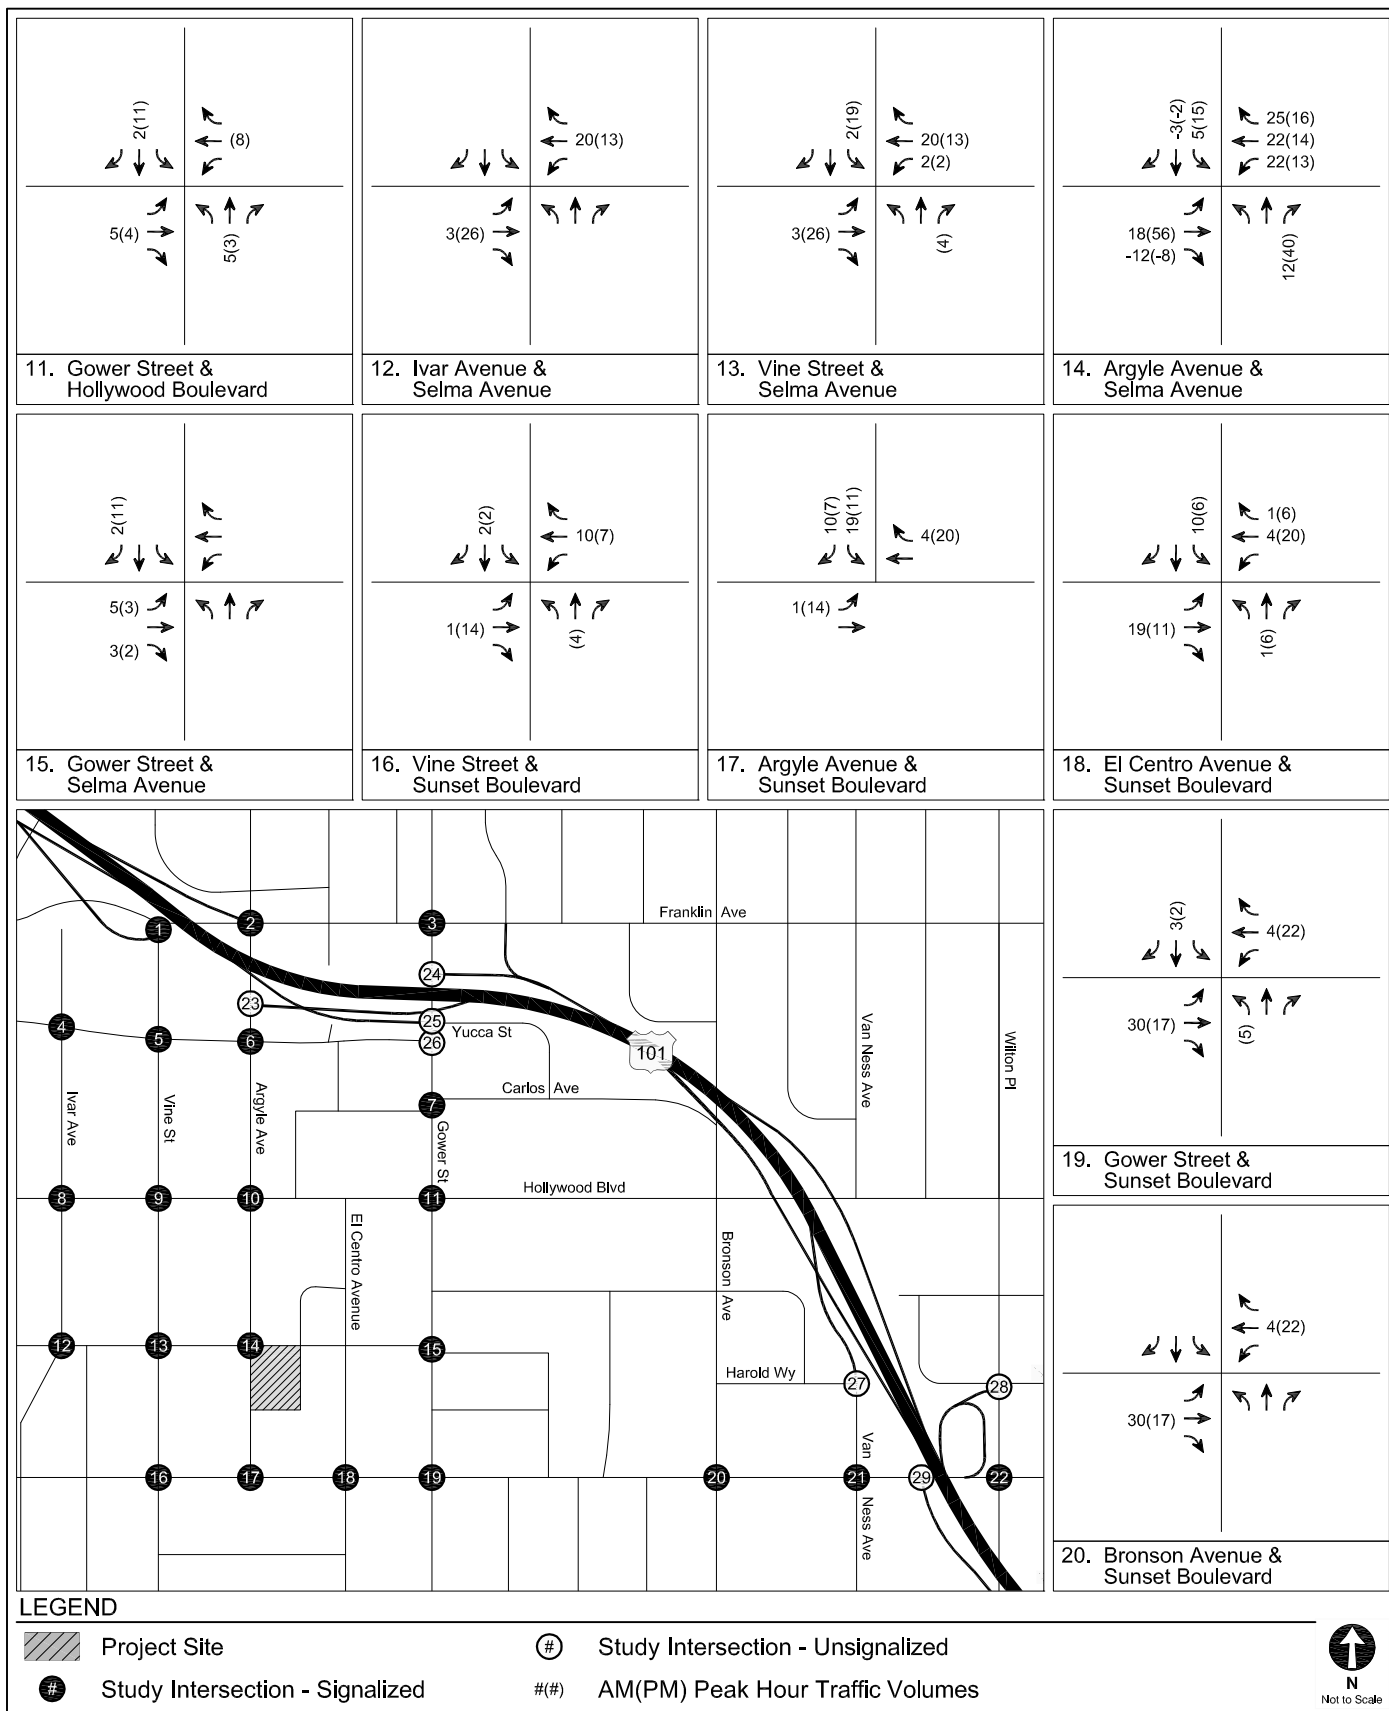 2(11)
(8)
5(4)
5(3)
11. Gower Street &
Hollywood Boulevard
20(13)
3(26)
12. Ivar Avenue &
Selma Avenue
2(19)
20(13)
2(2)
3(26)
(4)
13. Vine Street &
Selma Avenue
-3(-2)
5(15)
25(16)
22(14)
22(13)
18(56)
-12(-8)
12(40)
14. Argyle Avenue &
Selma Avenue
2(11)
5(3)
3(2)
15. Gower Street &
Selma Avenue
2(2)
10(7)
1(14)
(4)
16. Vine Street &
Sunset Boulevard
10(7)
19(11)
4(20)
1(14)
17. Argyle Avenue &
Sunset Boulevard
10(6)
1(6)
4(20)
19(11)
1(6)
18. El Centro Avenue &
Sunset Boulevard
Franklin Ave
1
2
3
24
23
25
Yucca St
4
5
6
26
101
Van Ness Ave
Wilton Pl
Ivar Ave
Vine St
Argyle Ave
Carlos Ave
7
Gower St
8
9
10
11
Hollywood Blvd
El Centro Avenue
Bronson Ave
12
13
14
15
Harold Wy
27
28
16
17
18
19
20
Van Ness Ave
21
29
22
3(2)
4(22)
30(17)
(5)
19. Gower Street &
Sunset Boulevard
4(22)
30(17)
20. Bronson Avenue &
Sunset Boulevard
LEGEND
Project Site
# Study Intersection - Unsignalized
# Study Intersection - Signalized
#(#) AM(PM) Peak Hour Traffic Volumes
N
Not to Scale